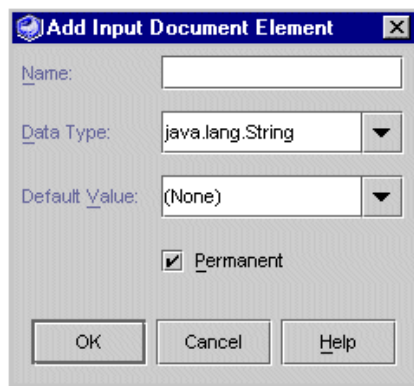 Add Input Document Element
Name:
Data Type: java.lang.String
Default Value: (None)
Permanent
OK Cancel Help